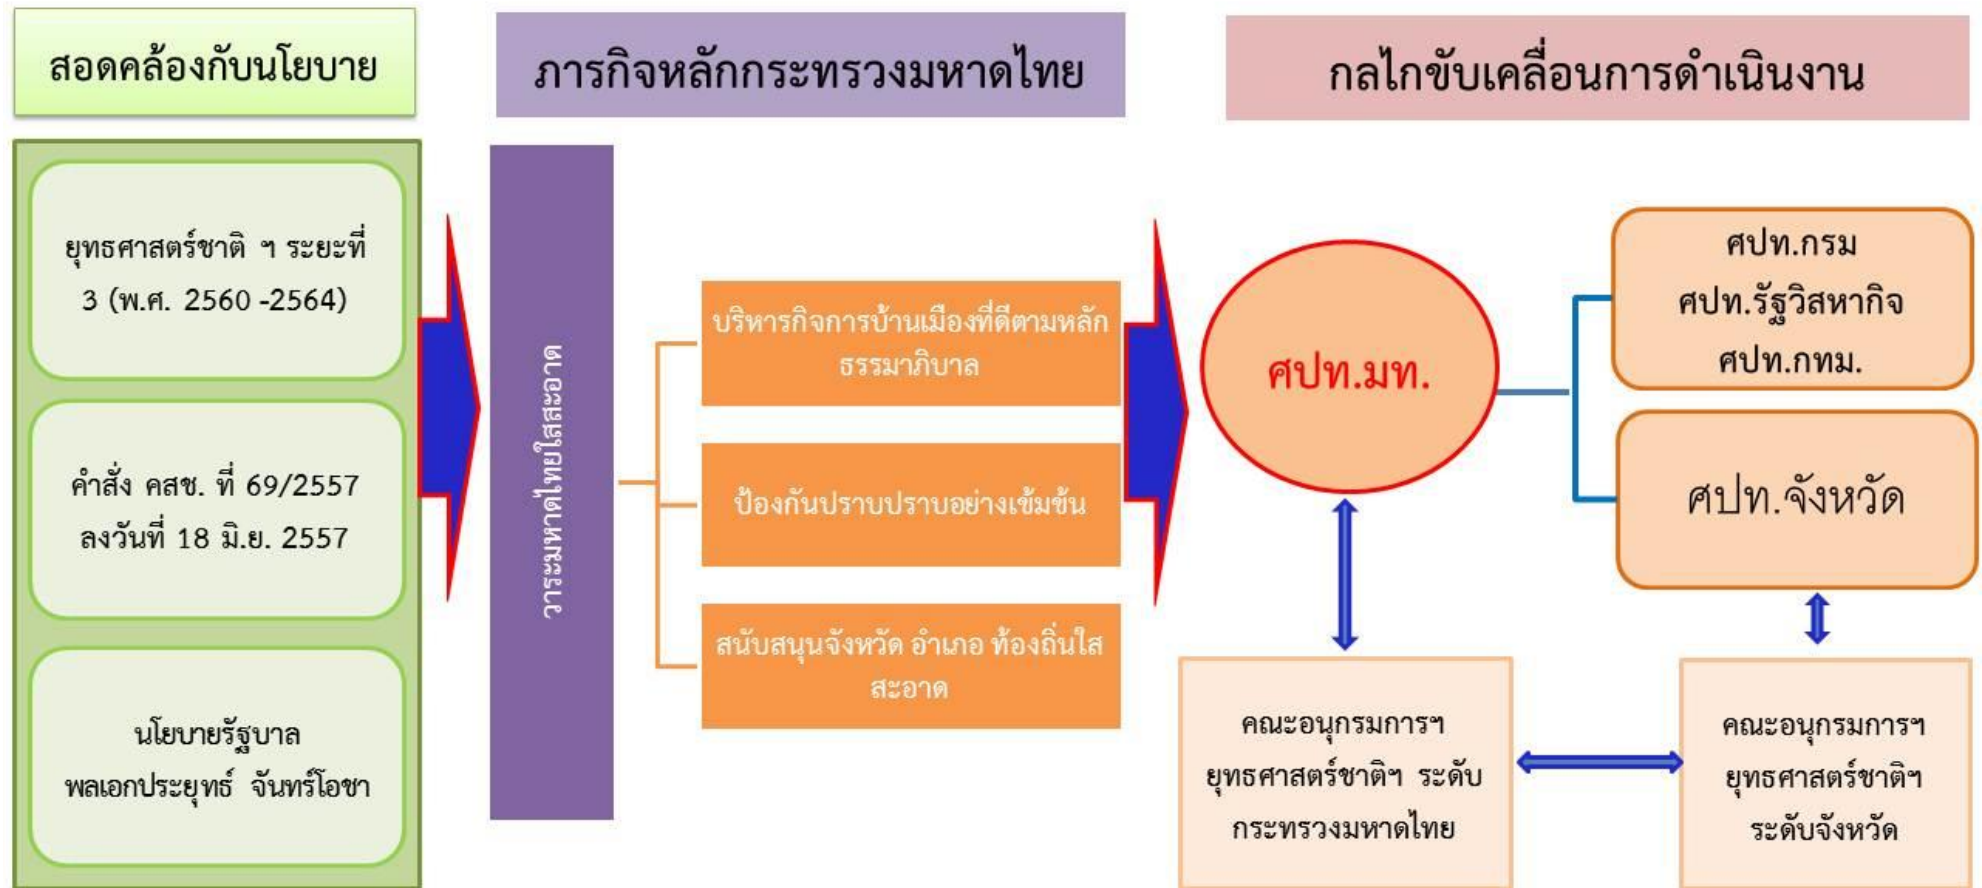 สอดคล้องกับนโยบาย
ยุทธศาสตร์ชาติ ฯ ระยะที่
3 (พ.ศ. 2560 -2564)
คำสั่ง คสช. ที่ 69/2557
ลงวันที่ 18 มิ.ย. 2557
นโยบายรัฐบาล
พลเอกประยุทธ์ จันทร์โอชา
ภารกิจหลักกระทรวงมหาดไทย
วาระมหาดไทยใสสะอาด
บริหารกิจการบ้านเมืองที่ดีตามหลัก
ธรรมาภิบาล
ป้องกันปราบปราบอย่างเข้มข้น
สนับสนุนจังหวัด อำเภอ ท้องถิ่นใส
สะอาด
กลไกขับเคลื่อนการดำเนินงาน
ศปท.มท.
ศปท.กรม
ศปท.รัฐวิสหากิจ
ศปท.กทม.
ศปท.จังหวัด
คณะอนุกรมการฯ
ยุทธศาสตร์ชาติฯ ระดับ
กระทรวงมหาดไทย
คณะอนุกรมการฯ
ยุทธศาสตร์ชาติฯ
ระดับจังหวัด